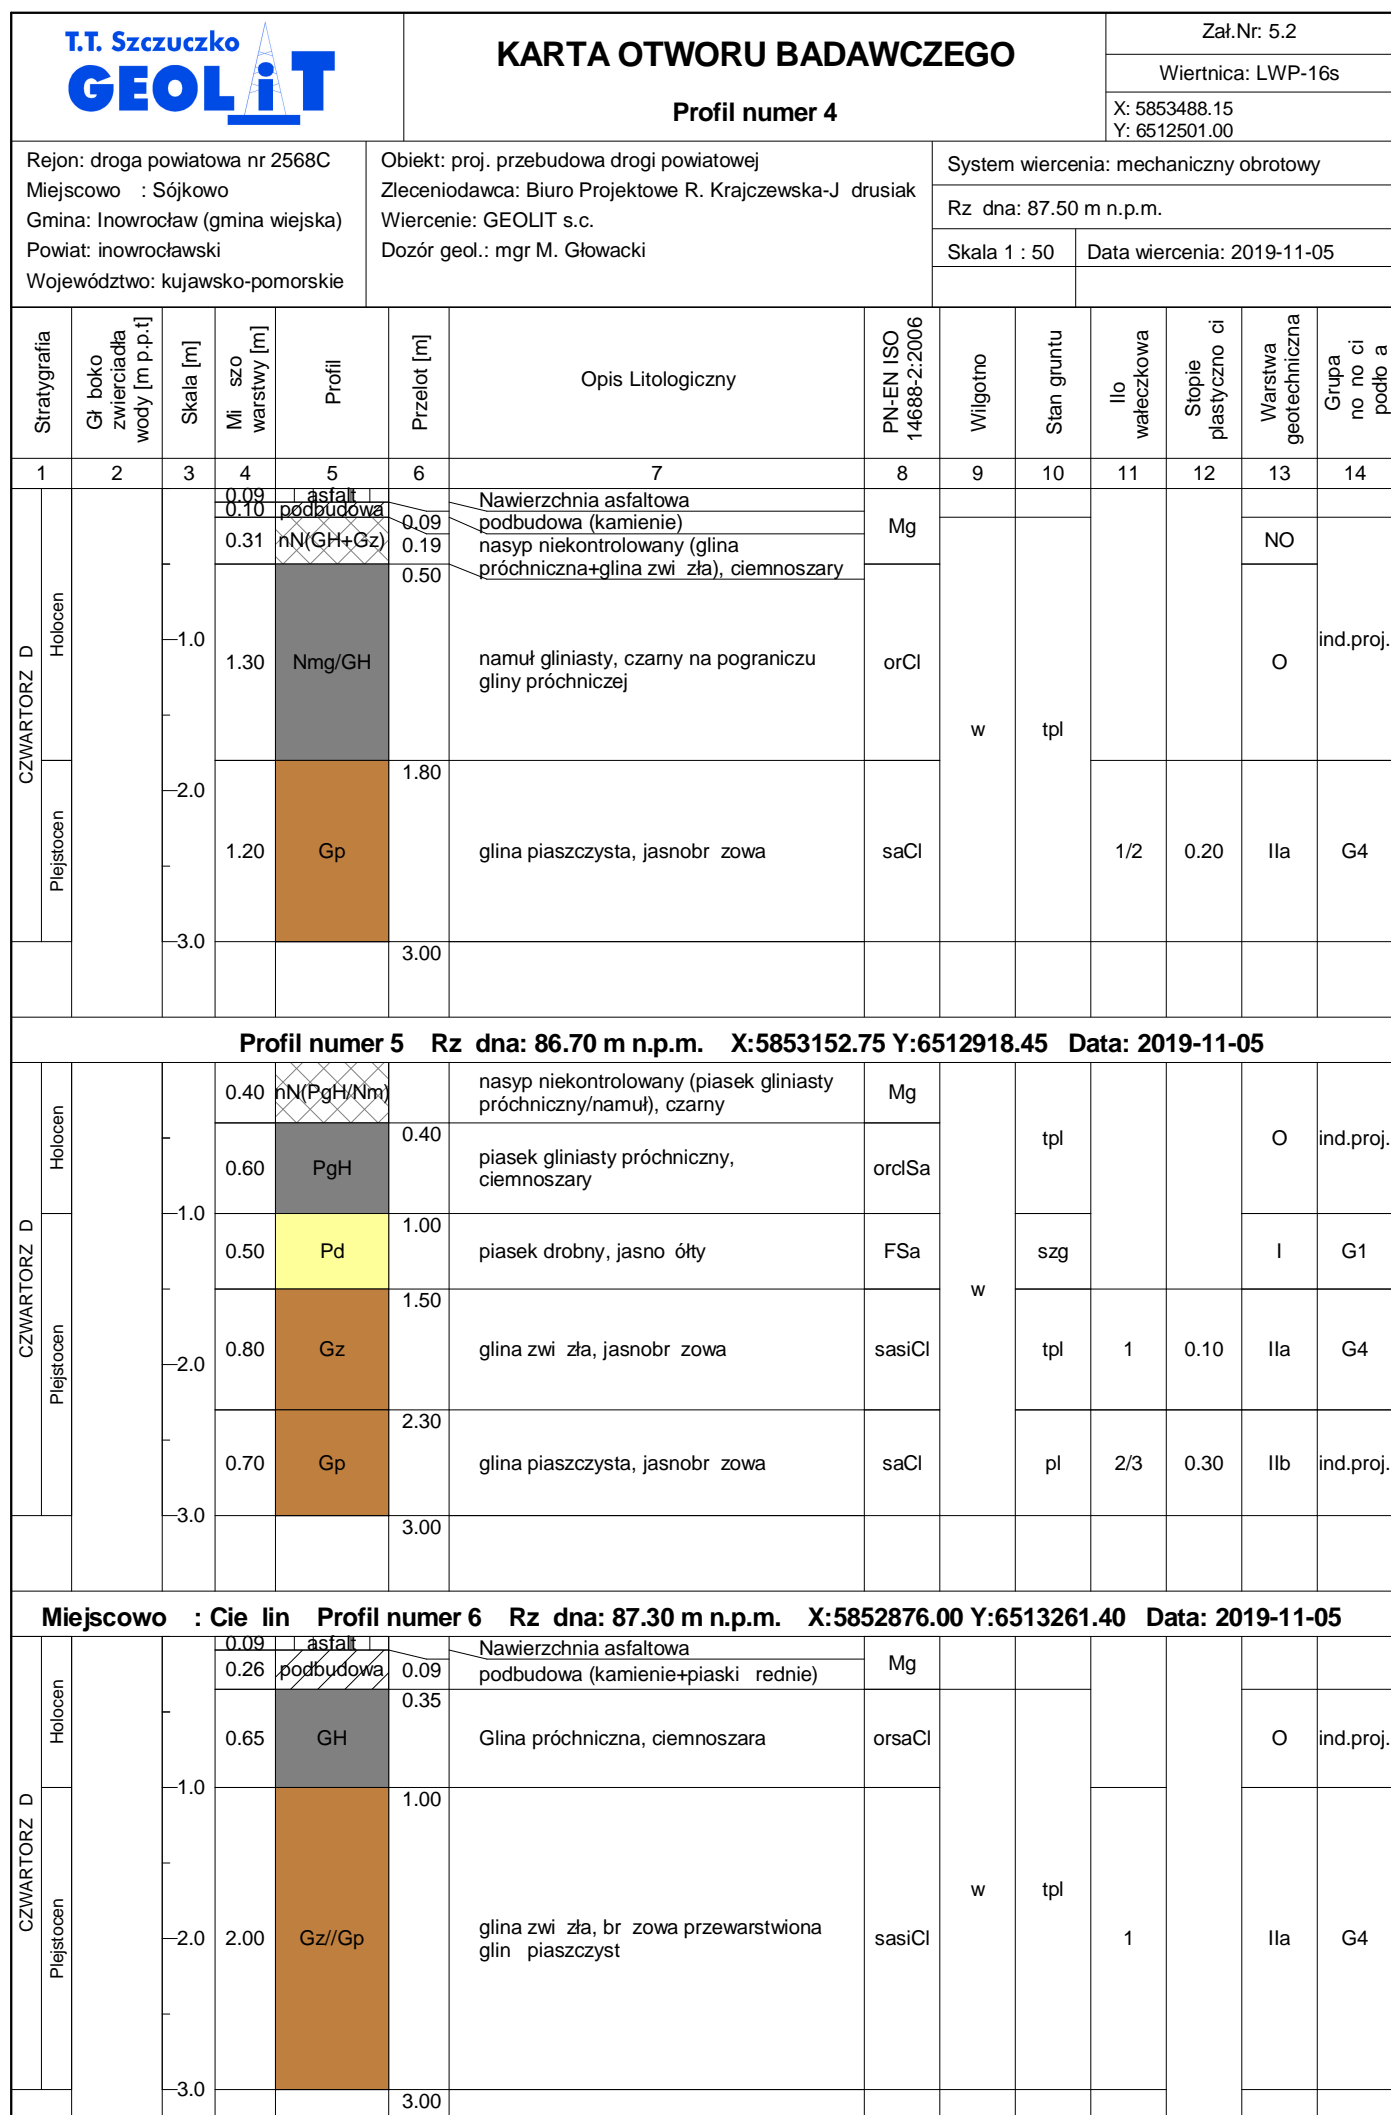 T.T. Szczuczko
GEOLiT
KARTA OTWORU BADAWCZEGO
Profil numer 4
Zał.Nr: 5.2
Wiertnica: LWP-16s
X: 5853488.15
Y: 6512501.00
Rejon: droga powiatowa nr 2568C
Miejscowo : Sójkowo
Gmina: Inowrocław (gmina wiejska)
Powiat: inowrocławski
Województwo: kujawsko-pomorskie
Obiekt: proj. przebudowa drogi powiatowej
Zleceniodawca: Biuro Projektowe R. Krajczewska-J drusiak
Wiercenie: GEOLIT s.c.
Dozór geol.: mgr M. Głowacki
System wiercenia: mechaniczny obrotowy
Rz dna: 87.50 m n.p.m.
Skala 1 : 50 Data wiercenia: 2019-11-05
Stratygrafia
Gł boko
zwierciadła
wody [m p.p.t]
Skala [m]
Mi szo
warstwy [m]
Profil
Przelot [m]
Opis Litologiczny
PN-EN ISO
14688-2:2006
Wilgotno
Stan gruntu
Ilo
wałeczkowa
Stopie
plastyczno ci
Warstwa
geotechniczna
Grupa
no no ci
podło a
1 2 3 4 5 6 7 8 9 10 11 12 13 14
CZWARTORZ D
Holocen
Plejstocen
0.09 asfalt Nawierzchnia asfaltowa
0.10 podbudowa 0.09 podbudowa (kamienie) Mg
0.31 nN(GH+Gz) 0.19 nasyp niekontrolowany (glina
próchniczna+glina zwi zła), ciemnoszary NO
0.50
1.0
1.30 Nmg/GH namuł gliniasty, czarny na pograniczu
gliny próchniczej orCl O ind.proj.
w tpl
1.80
2.0
1.20 Gp glina piaszczysta, jasnobr zowa saCl 1/2 0.20 IIa G4
3.0
3.00
Profil numer 5 Rz dna: 86.70 m n.p.m. X:5853152.75 Y:6512918.45 Data: 2019-11-05
CZWARTORZ D
Holocen
Plejstocen
0.40 nN(PgH/Nm) nasyp niekontrolowany (piasek gliniasty
próchniczny/namuł), czarny Mg
0.40
tpl O ind.proj.
0.60 PgH piasek gliniasty próchniczny,
ciemnoszary orclSa
1.0
1.00
0.50 Pd piasek drobny, jasno ółty FSa szg I G1
w
1.50
0.80 Gz glina zwi zła, jasnobr zowa sasiCl tpl 1 0.10 IIa G4
2.0
2.30
0.70 Gp glina piaszczysta, jasnobr zowa saCl pl 2/3 0.30 IIb ind.proj.
3.0
3.00
Miejscowo : Cie lin Profil numer 6 Rz dna: 87.30 m n.p.m. X:5852876.00 Y:6513261.40 Data: 2019-11-05
CZWARTORZ D
Holocen
Plejstocen
0.09 asfalt Nawierzchnia asfaltowa
0.26 podbudowa 0.09 podbudowa (kamienie+piaski rednie) Mg
0.35
0.65 GH Glina próchniczna, ciemnoszara orsaCl O ind.proj.
1.0
1.00
w tpl
2.0 2.00 Gz//Gp glina zwi zła, br zowa przewarstwiona
glin piaszczyst sasiCl 1 IIa G4
3.0
3.00